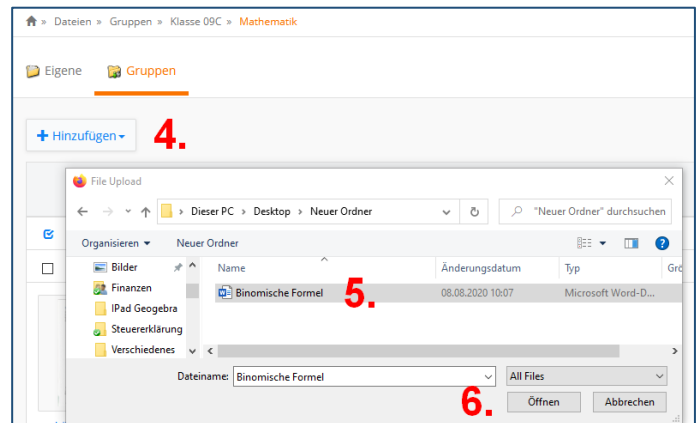 » Dateien » Gruppen » Klasse 09C » Mathematik
Eigene Gruppen
+ Hinzufügen 4.
File Upload
Dieser PC > Desktop > Neuer Ordner "Neuer Ordner" durchsuchen
Organisieren Neuer Ordner
Bilder Name Änderungsdatum Typ Grö
Finanzen Binomische Formel 5. 08.08.2020 10:07 Microsoft Word-D...
IPad Geogebra
Steuererklärung
Verschiedenes
Dateiname: Binomische Formel All Files
6. Öffnen Abbrechen